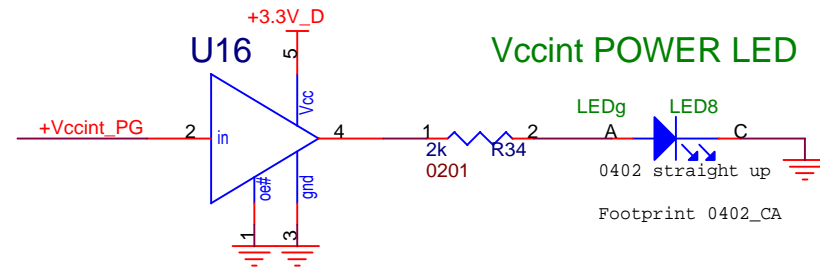 +3.3V_D
U16
Vccint POWER LED
5
Vcc
LEDg
LED8
+Vccint_PG
2
in
4
1
2
A
C
2k
R34
0201
0402 straight up
oe#
gnd
Footprint 0402_CA
1
3